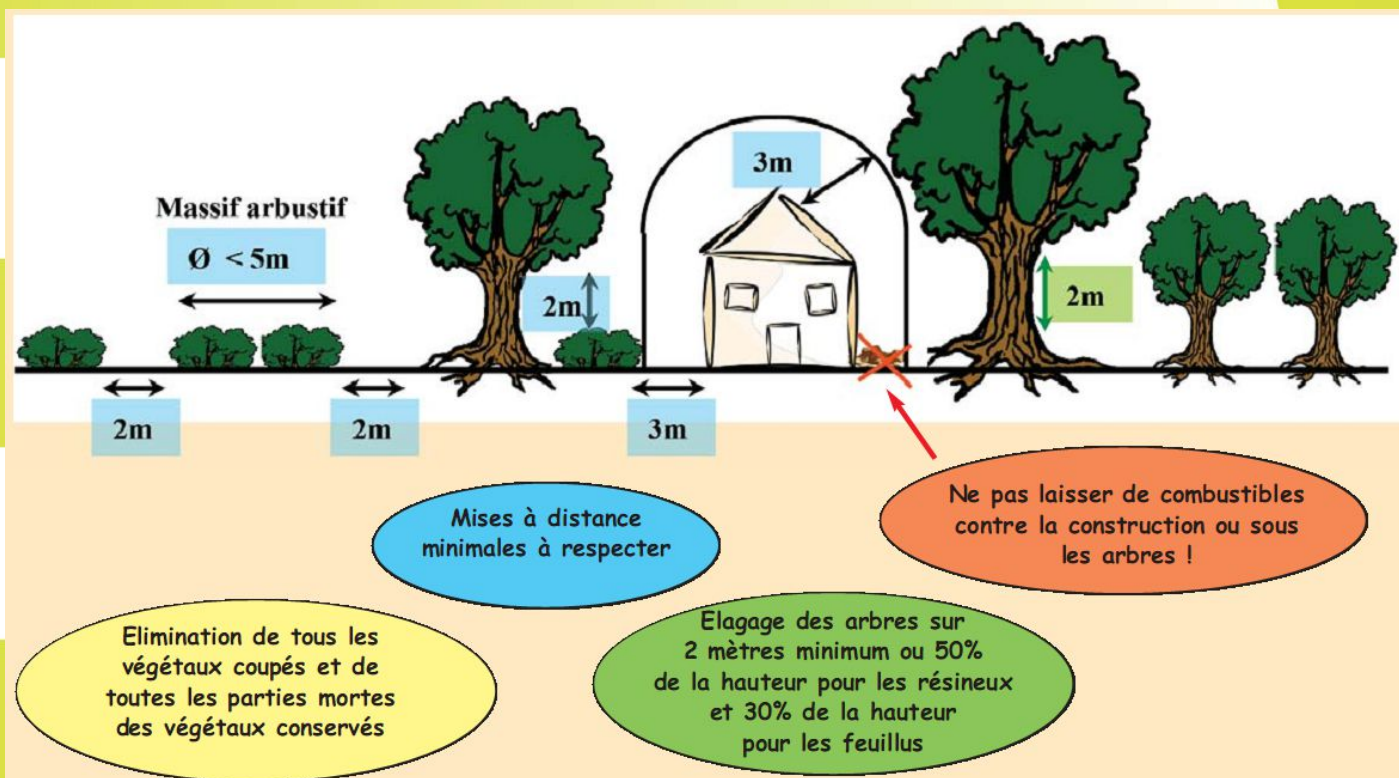 3m
Massif arbustif
Ø < 5m
2m
2m
2m
2m
3m
Mises à distance
minimales à respecter
Ne pas laisser de combustibles
contre la construction ou sous
les arbres !
Elimination de tous les
végétaux coupés et de
toutes les parties mortes
des végétaux conservés
Elagage des arbres sur
2 mètres minimum ou 50%
de la hauteur pour les résineux
et 30% de la hauteur
pour les feuillus